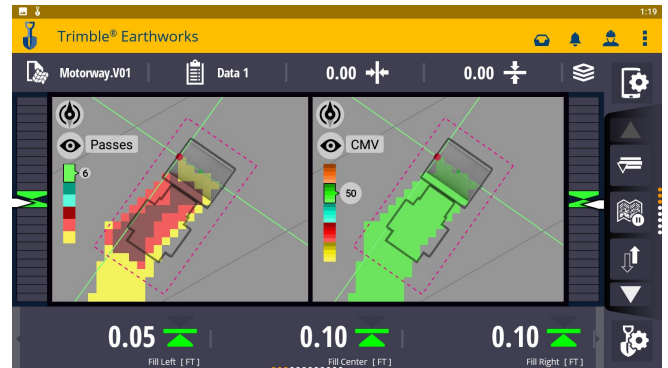 1:19
Trimble® Earthworks
Motorway.V01
Data 1
0.00
0.00
Passes
6
CMV
50
0.05
Fill Left [ FT ]
0.10
Fill Center [ FT ]
0.10
Fill Right [ FT ]